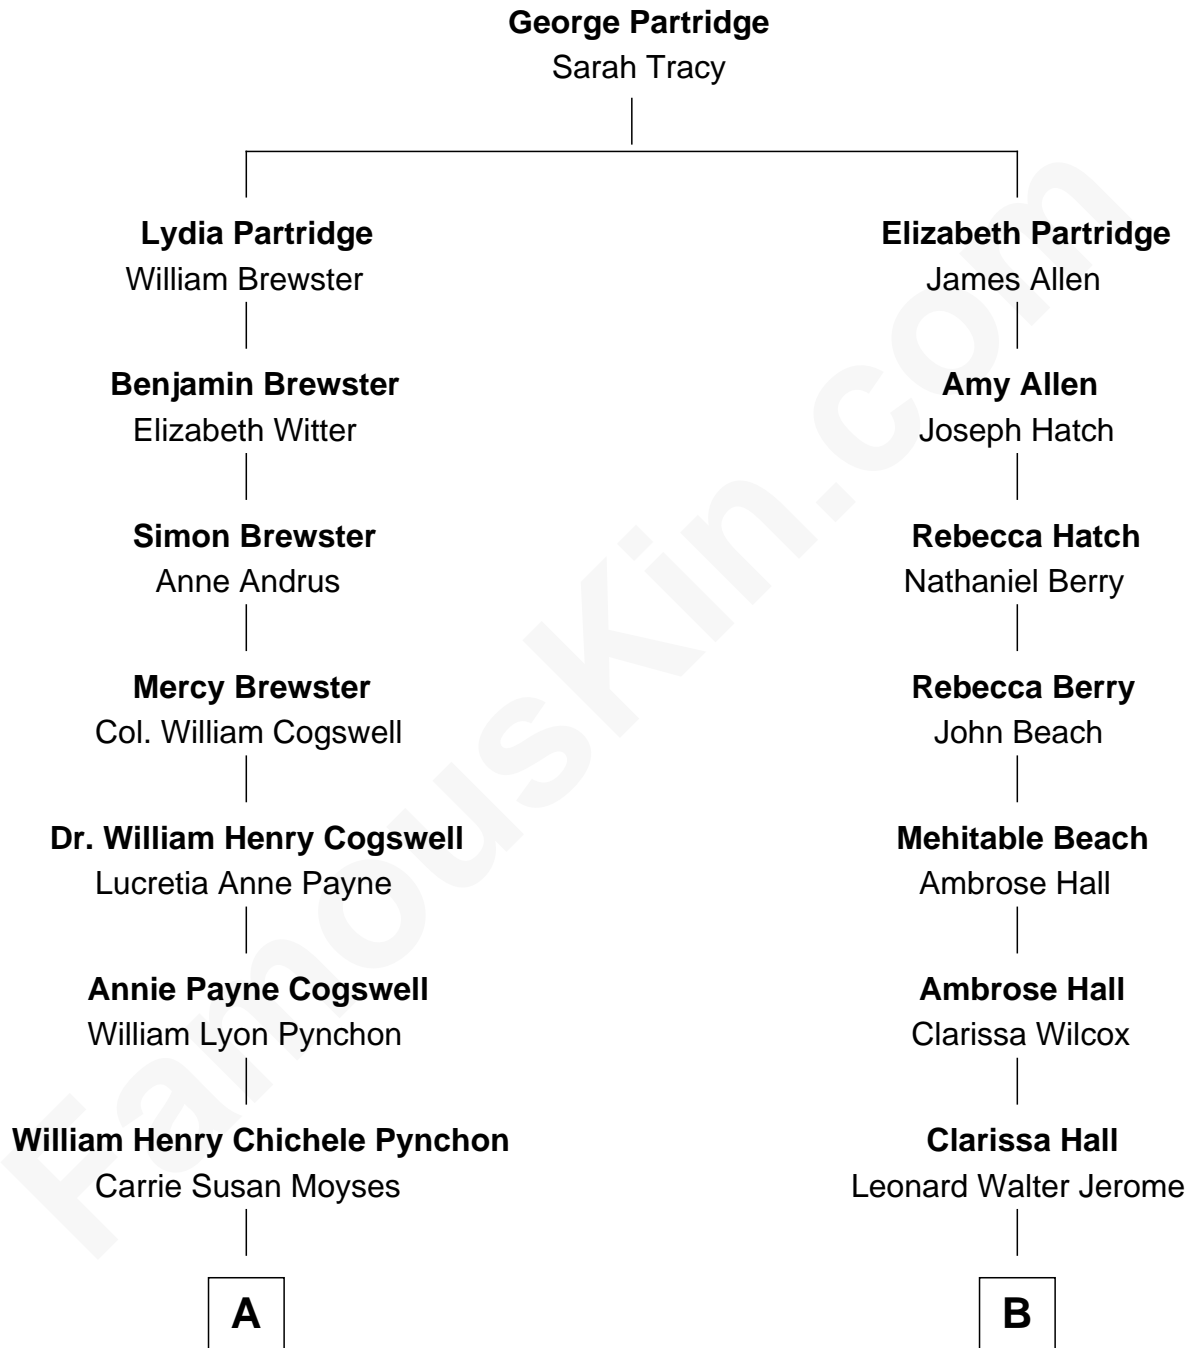 George Partridge
Sarah Tracy
Lydia Partridge
William Brewster
Elizabeth Partridge
James Allen
Benjamin Brewster
Elizabeth Witter
Amy Allen
Joseph Hatch
Simon Brewster
Anne Andrus
Rebecca Hatch
Nathaniel Berry
Mercy Brewster
Col. William Cogswell
Rebecca Berry
John Beach
Dr. William Henry Cogswell
Lucretia Anne Payne
Mehitable Beach
Ambrose Hall
Annie Payne Cogswell
William Lyon Pynchon
Ambrose Hall
Clarissa Wilcox
William Henry Chichele Pynchon
Carrie Susan Moyses
Clarissa Hall
Leonard Walter Jerome
A
B
FamousKin.com